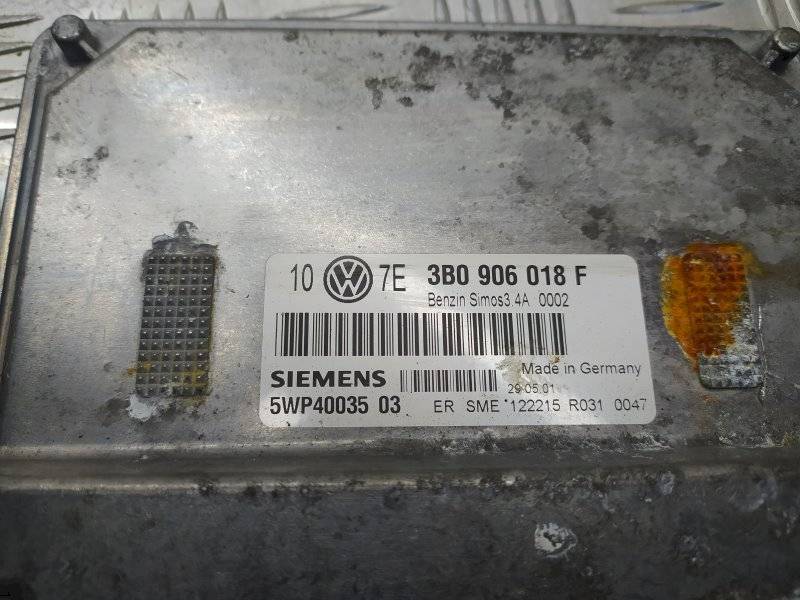 10 VW 7E 3B0 906 018 F
Benzin Simos3.4A 0002
Made in Germany
SIEMENS 29.05.01
5WP40035 03 ER SME *122215 R031 0047